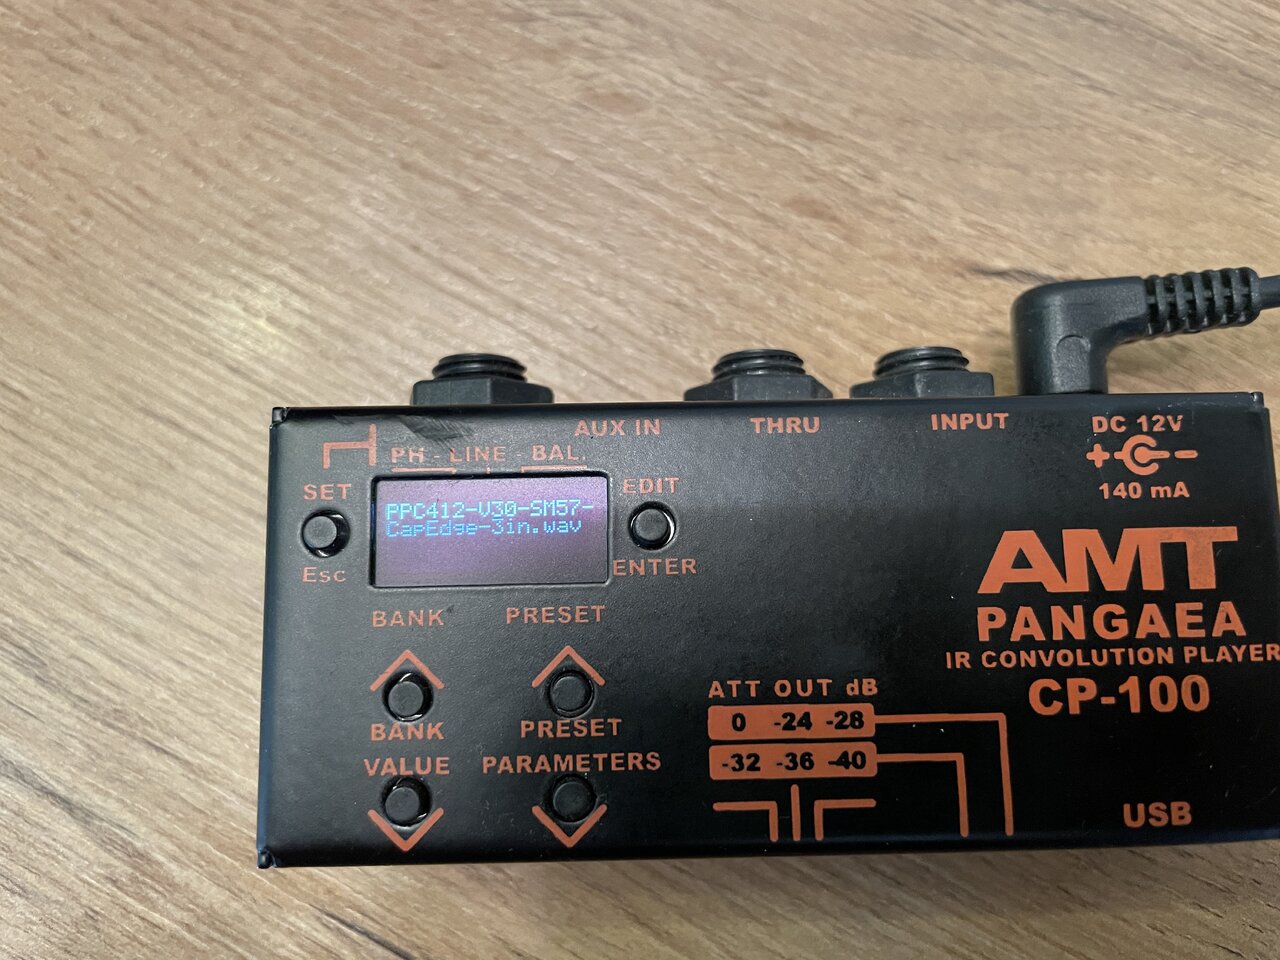 AUX IN
THRU
INPUT
DC 12V
+ -
140 mA
PH - LINE - BAL.
SET
Esc
PPC412-V30-SM57-
CapEdge-3in.wav
EDIT
ENTER
BANK
PRESET
BANK
VALUE
PRESET
PARAMETERS
ATT OUT dB
0 -24 -28
-32 -36 -40
AMT
PANGAEA
IR CONVOLUTION PLAYER
CP-100
USB